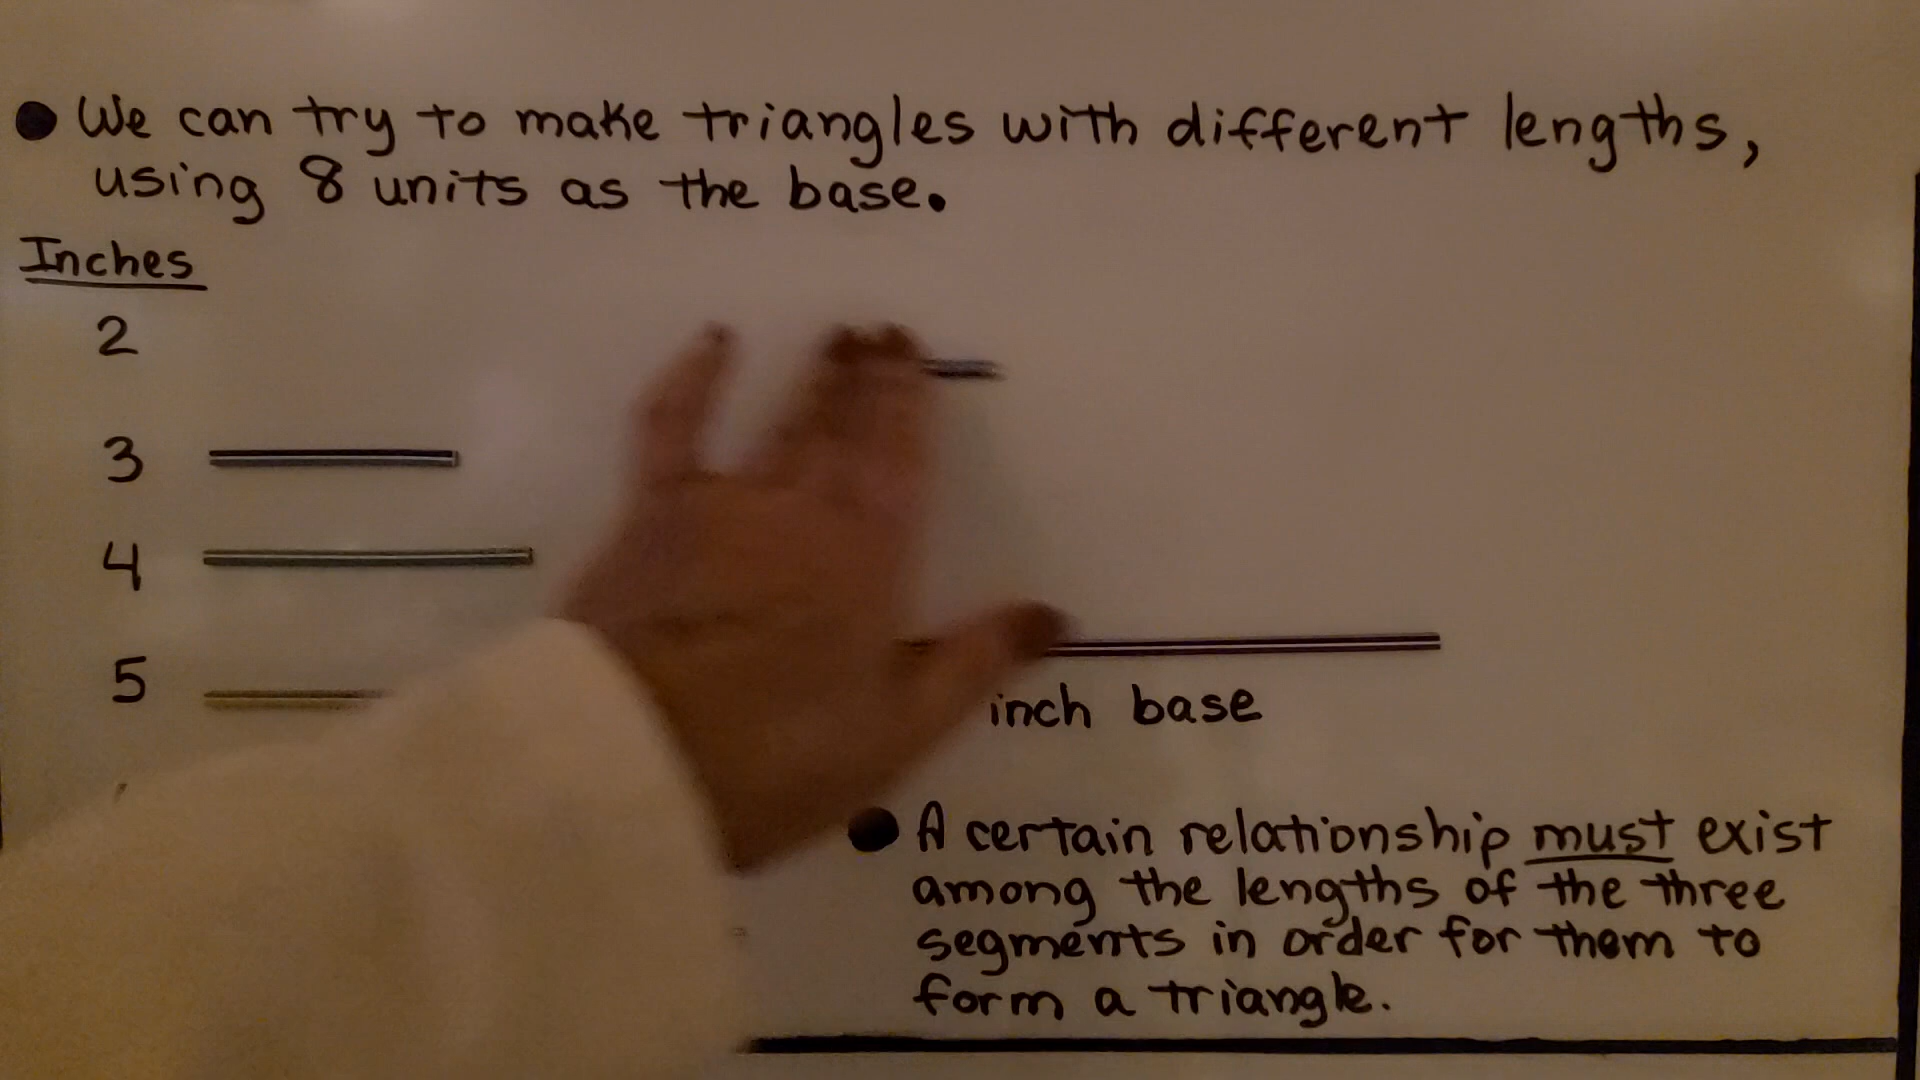 ● We can try to make triangles with different lengths,
using 8 units as the base.
Inches
2
3
4
5
inch base
● A certain relationship must exist
among the lengths of the three
segments in order for them to
form a triangle.